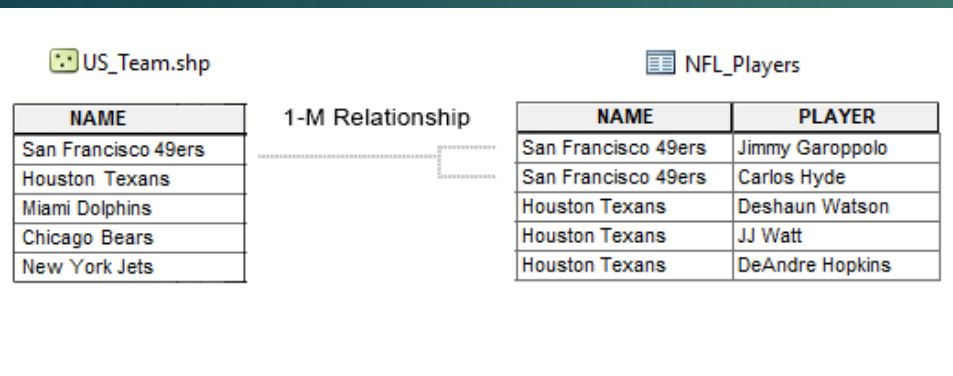 US_Team.shp
NFL_Players
NAME
San Francisco 49ers
Houston Texans
Miami Dolphins
Chicago Bears
New York Jets
1-M Relationship
NAME PLAYER
San Francisco 49ers Jimmy Garoppolo
San Francisco 49ers Carlos Hyde
Houston Texans Deshaun Watson
Houston Texans JJ Watt
Houston Texans DeAndre Hopkins